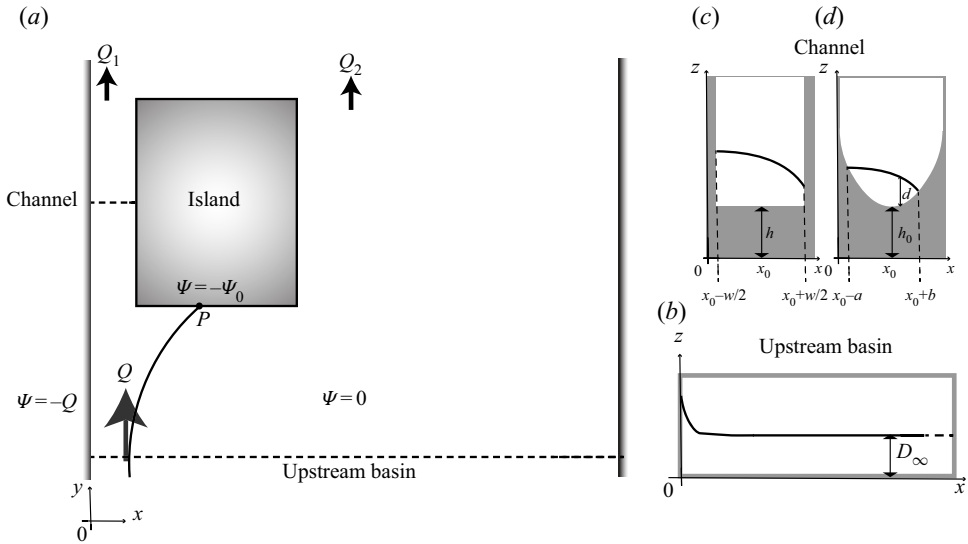 (a)
Q₁
Q₂
Channel
Island
Ψ=−Ψ₀
P
Q
Ψ=−Q
Ψ=0
Upstream basin
y
x
0
(c)
(d)
Channel
z
z
d
h
h₀
0
x₀
x
0
x₀
x
x₀−w/2
x₀+w/2
x₀−a
x₀+b
(b)
z
Upstream basin
D∞
0
x